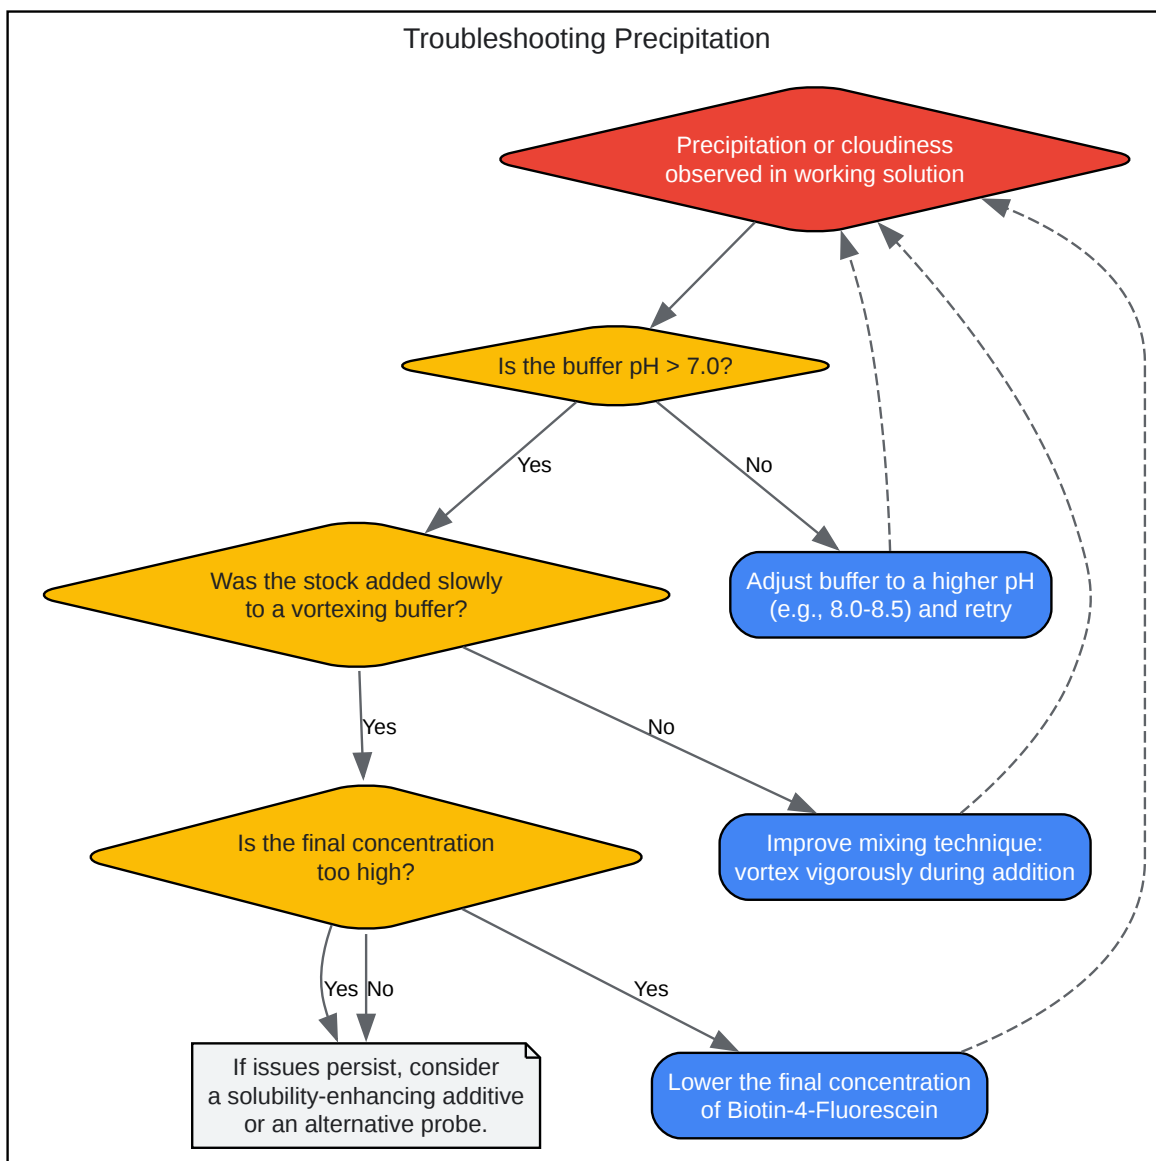 Troubleshooting Precipitation
Precipitation or cloudiness
observed in working solution
Is the buffer pH > 7.0?
Yes
No
Was the stock added slowly
to a vortexing buffer?
Adjust buffer to a higher pH
(e.g., 8.0-8.5) and retry
Yes
No
Is the final concentration
too high?
Improve mixing technique:
vortex vigorously during addition
Yes
No
Yes
If issues persist, consider
a solubility-enhancing additive
or an alternative probe.
Lower the final concentration
of Biotin-4-Fluorescein